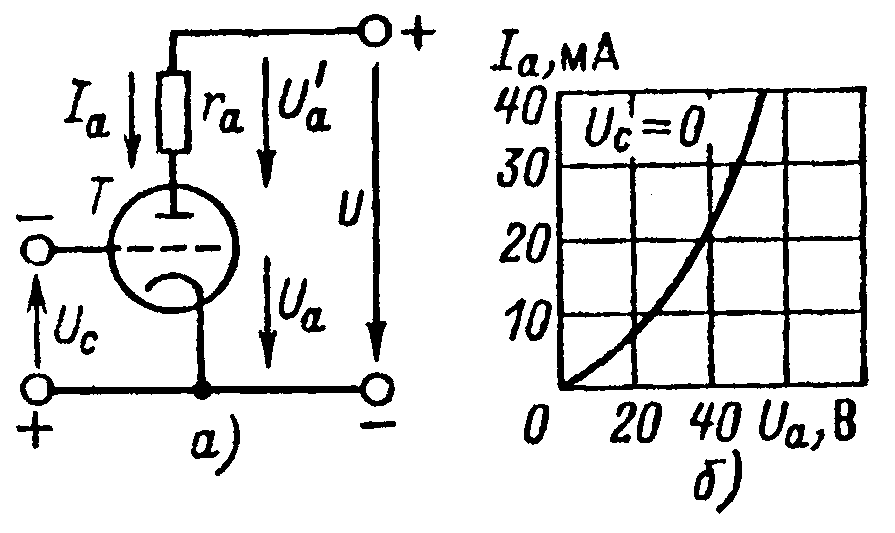 +
I_a
r_a
U'_a
T
U
−
U_c
U_a
+
−
а)
I_a, мА
40
30
20
10
0
U_c = 0
20
40
U_a, В
б)